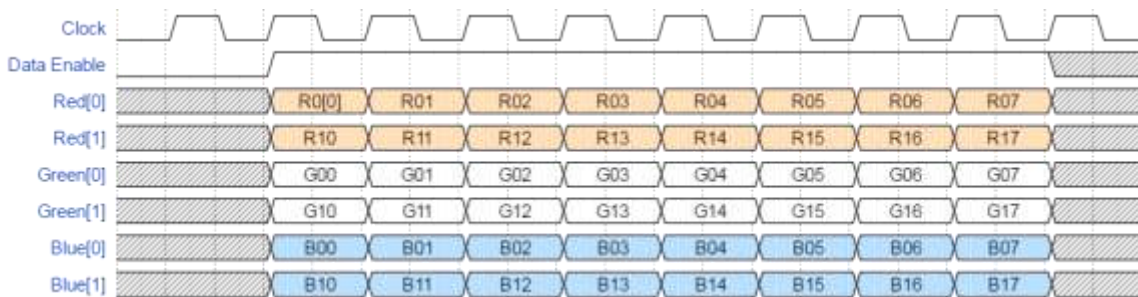 Clock
Data Enable
Red[0] R0[0] R01 R02 R03 R04 R05 R06 R07
Red[1] R10 R11 R12 R13 R14 R15 R16 R17
Green[0] G00 G01 G02 G03 G04 G05 G06 G07
Green[1] G10 G11 G12 G13 G14 G15 G16 G17
Blue[0] B00 B01 B02 B03 B04 B05 B06 B07
Blue[1] B10 B11 B12 B13 B14 B15 B16 B17